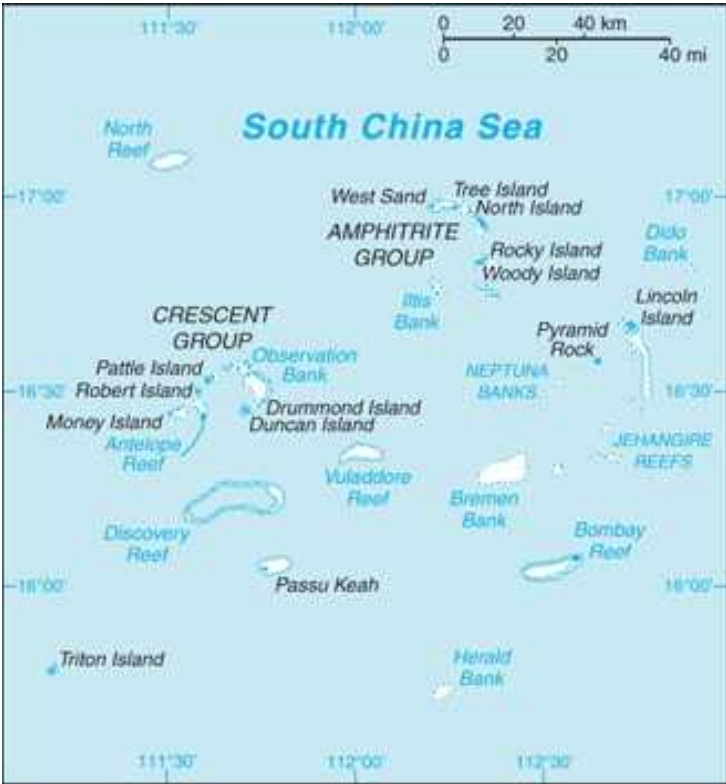 111°30'
112°00'
0 20 40 km
0 20 40 mi
South China Sea
North
Reef
17°00'
17°00'
West Sand
Tree Island
North Island
AMPHITRITE
GROUP
Rocky Island
Woody Island
Dido
Bank
Iltis
Bank
Lincoln
Island
Pyramid
Rock
CRESCENT
GROUP
Observation
Bank
Pattle Island
Robert Island
Money Island
Antelope
Reef
Drummond Island
Duncan Island
NEPTUNA
BANKS
16°30'
16°30'
JEHANGIRE
REEFS
Vuladdore
Reef
Bremen
Bank
Discovery
Reef
Bombay
Reef
Passu Keah
16°00'
16°00'
Triton Island
Herald
Bank
111°30'
112°00'
112°30'